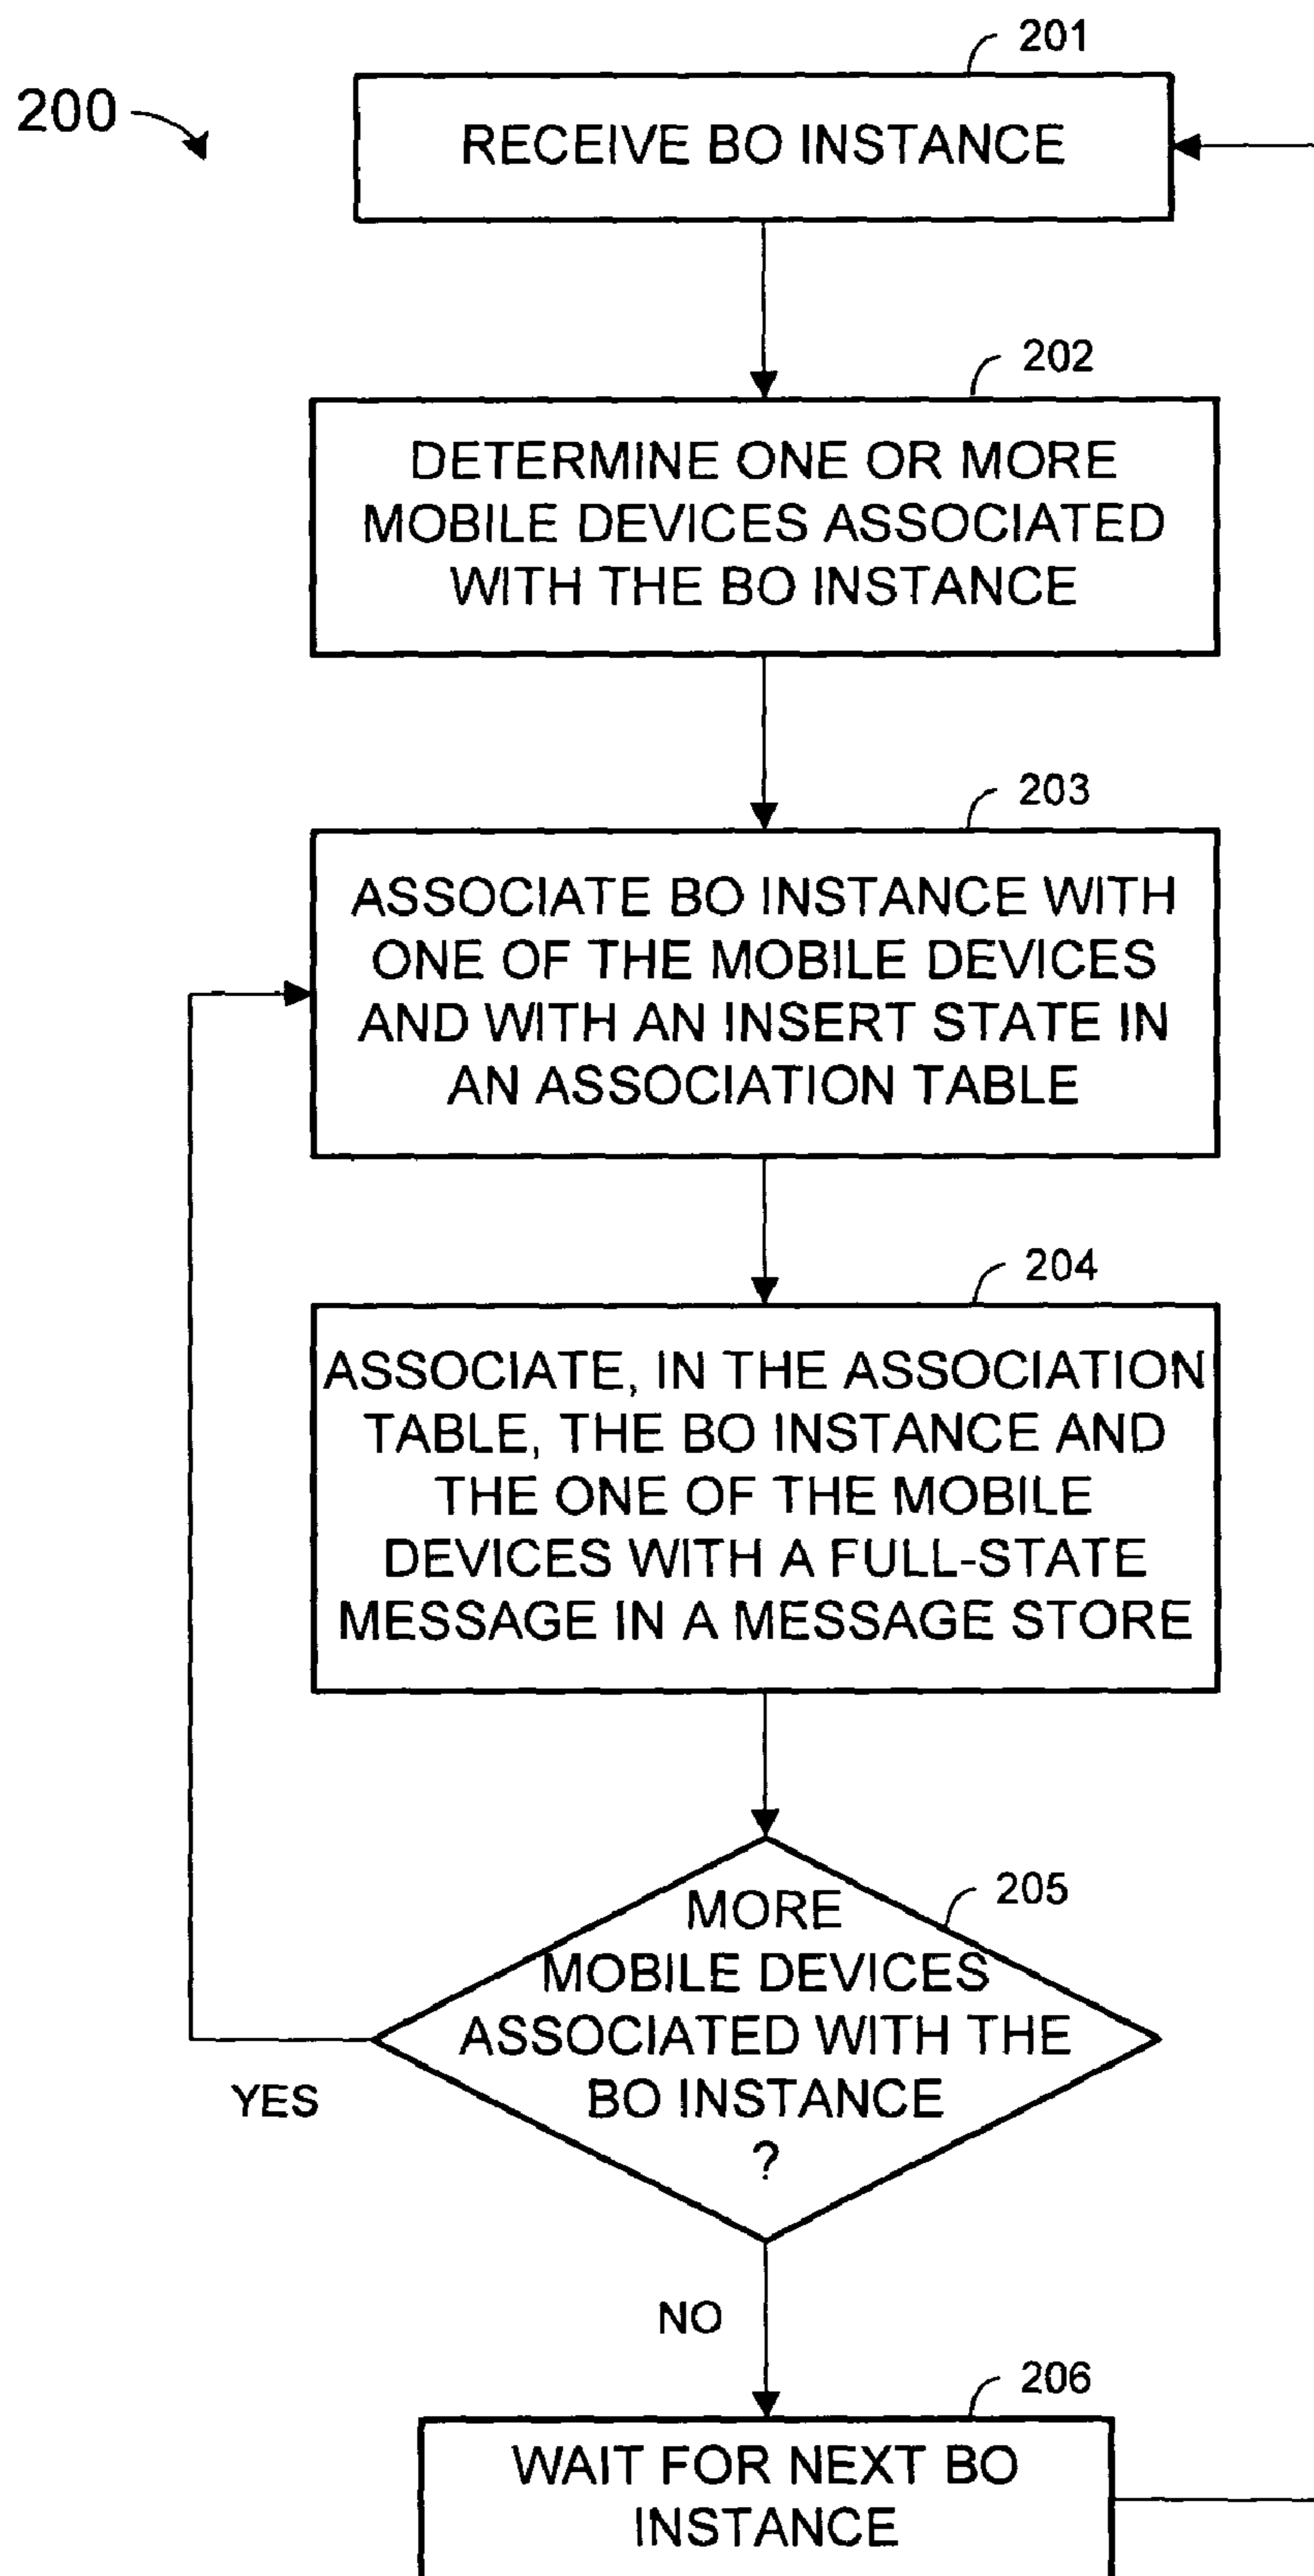 201
200
RECEIVE BO INSTANCE
202
DETERMINE ONE OR MORE
MOBILE DEVICES ASSOCIATED
WITH THE BO INSTANCE
203
ASSOCIATE BO INSTANCE WITH
ONE OF THE MOBILE DEVICES
AND WITH AN INSERT STATE IN
AN ASSOCIATION TABLE
204
ASSOCIATE, IN THE ASSOCIATION
TABLE, THE BO INSTANCE AND
THE ONE OF THE MOBILE
DEVICES WITH A FULL-STATE
MESSAGE IN A MESSAGE STORE
205
MORE
MOBILE DEVICES
ASSOCIATED WITH THE
BO INSTANCE
?
YES
NO
206
WAIT FOR NEXT BO
INSTANCE